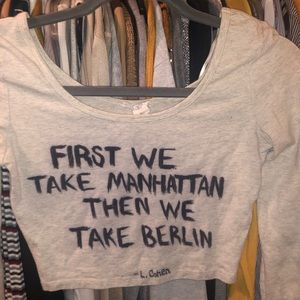 FIRST WE
TAKE MANHATTAN
THEN WE
TAKE BERLIN
- L. Cohen